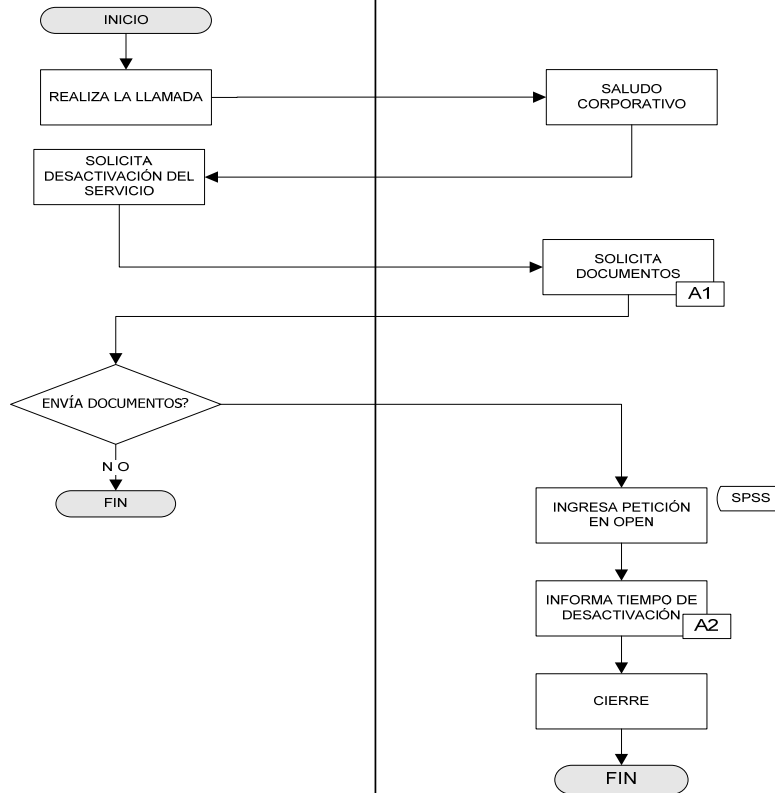 INICIO
REALIZA LA LLAMADA
SALUDO
CORPORATIVO
SOLICITA
DESACTIVACIÓN DEL
SERVICIO
SOLICITA
DOCUMENTOS
A1
ENVÍA DOCUMENTOS?
NO
FIN
INGRESA PETICIÓN
EN OPEN
SPSS
INFORMA TIEMPO DE
DESACTIVACIÓN
A2
CIERRE
FIN